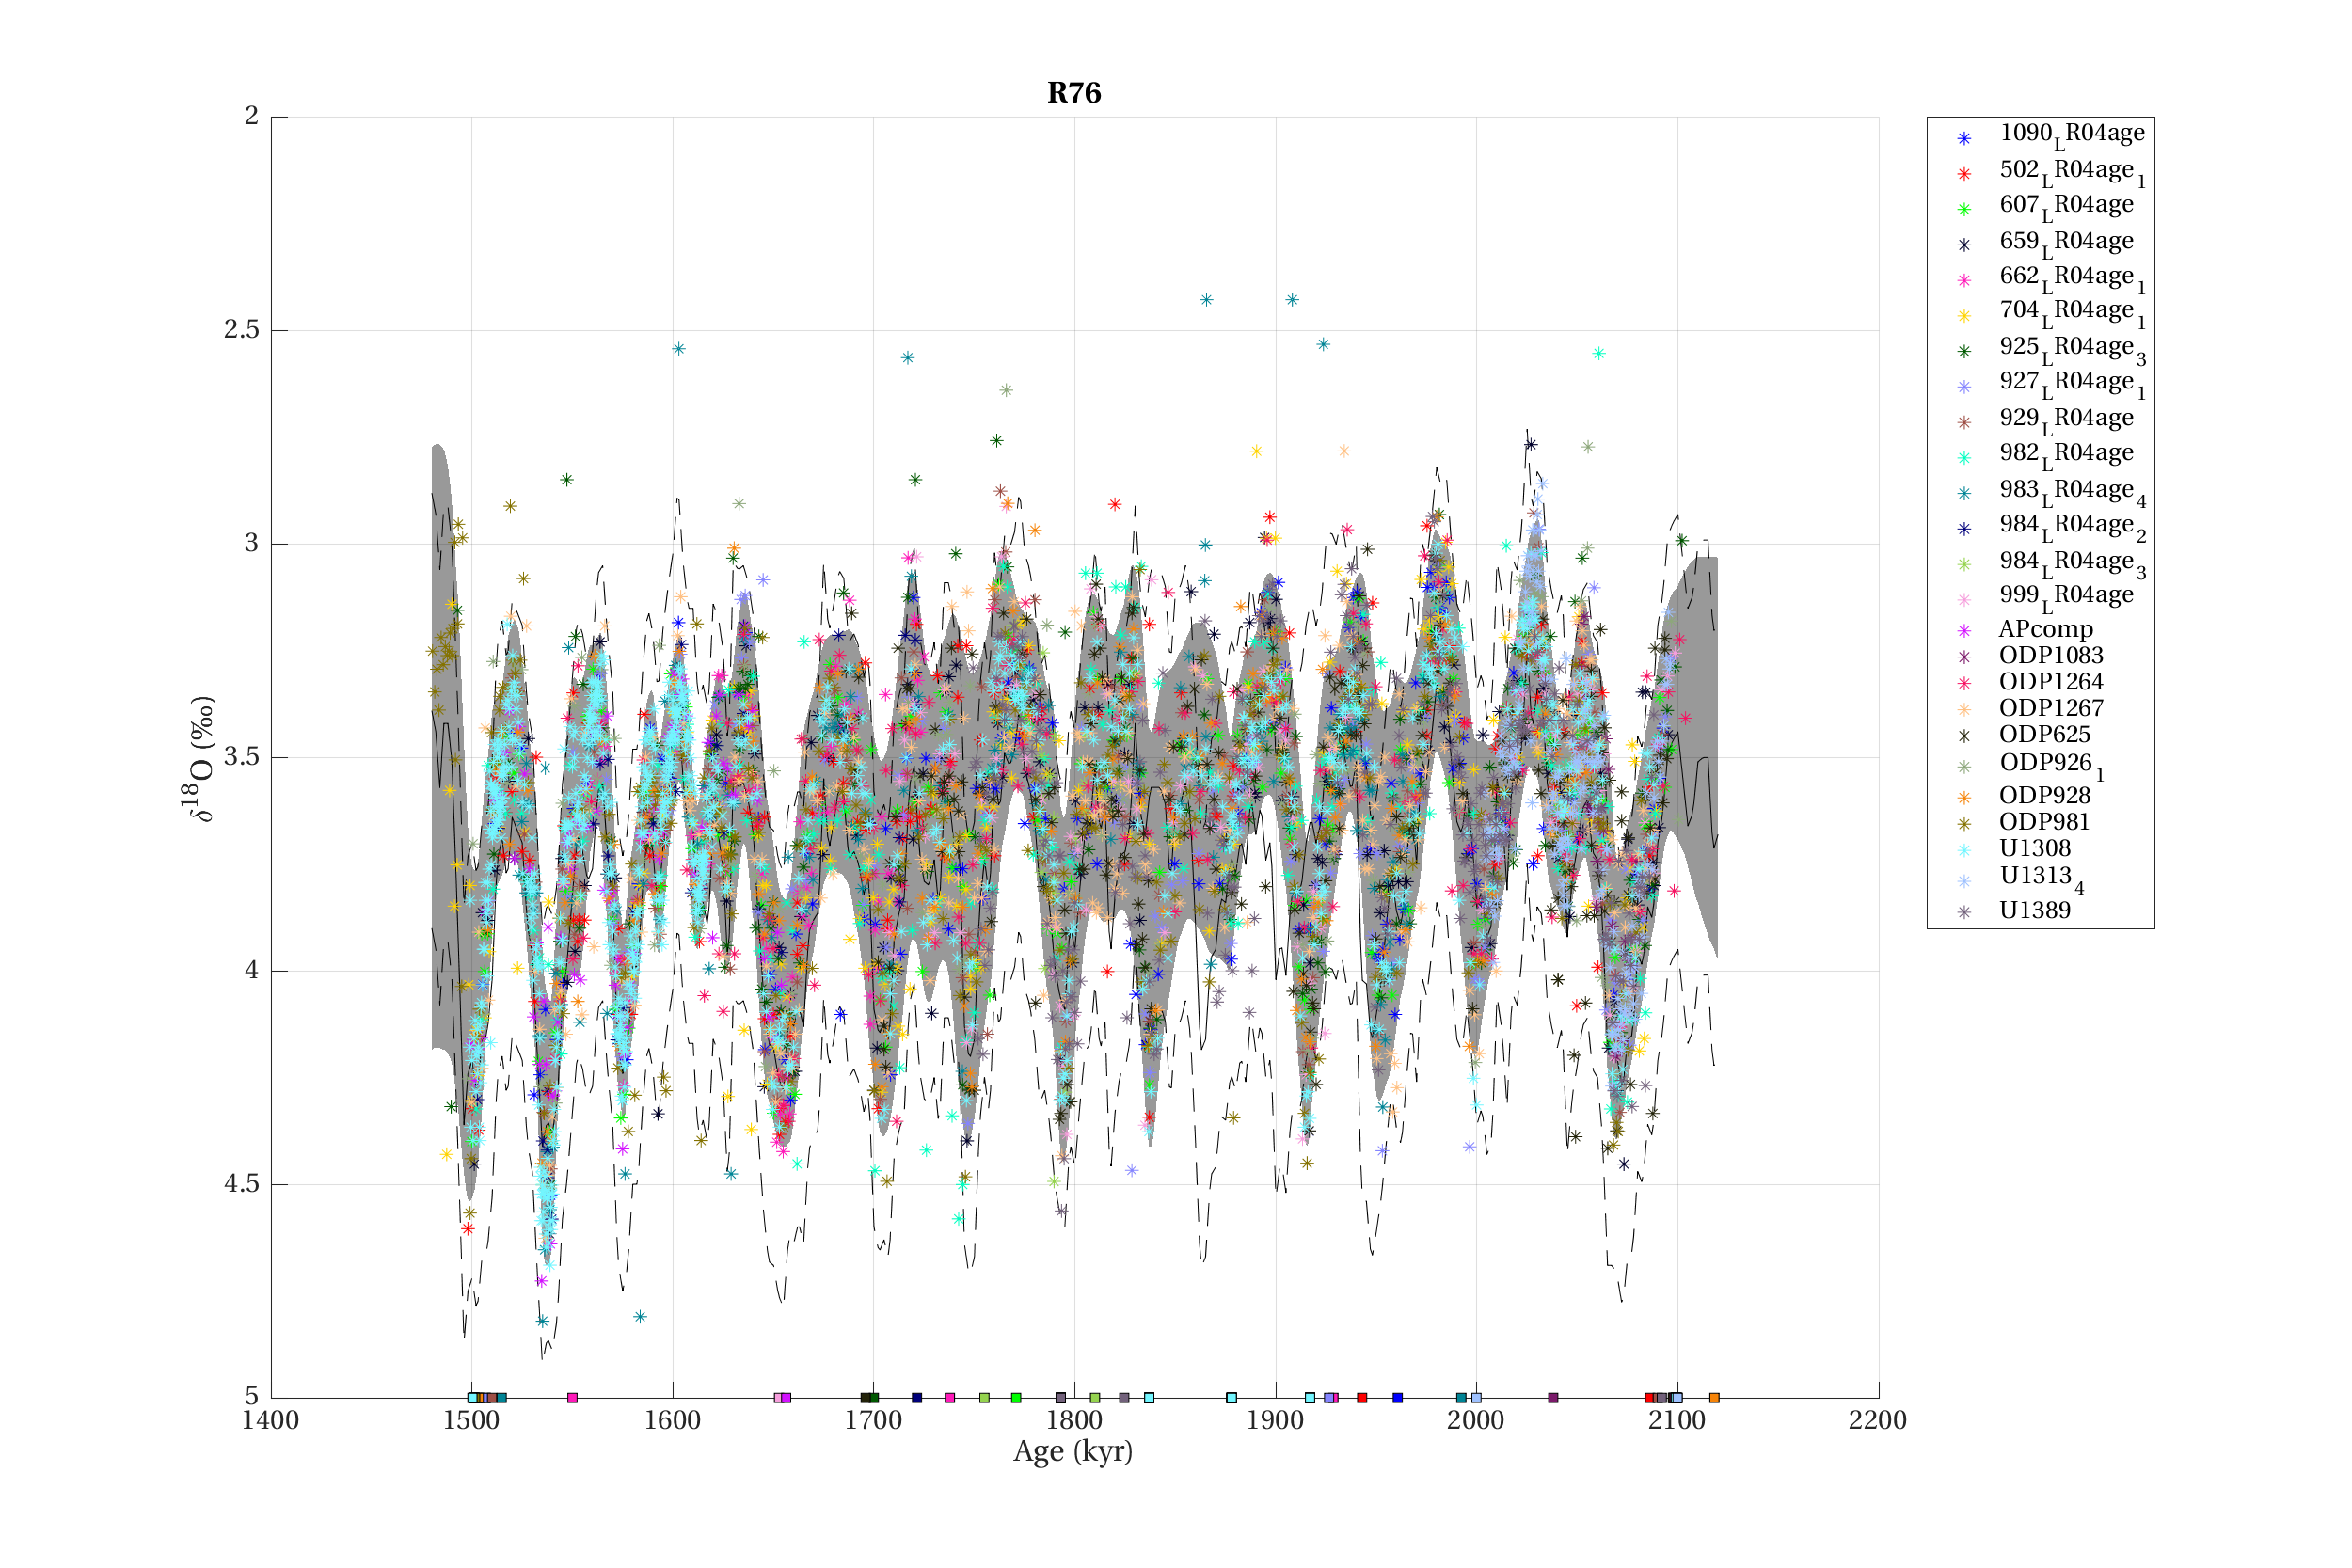 R76
2
2.5
3
3.5
4
4.5
5
δ18O (‰)
1400 1500 1600 1700 1800 1900 2000 2100 2200
Age (kyr)
1090LR04age
502LR04age1
607LR04age
659LR04age
662LR04age1
704LR04age1
925LR04age3
927LR04age1
929LR04age
982LR04age
983LR04age4
984LR04age2
984LR04age3
999LR04age
APcomp
ODP1083
ODP1264
ODP1267
ODP625
ODP9261
ODP928
ODP981
U1308
U13134
U1389